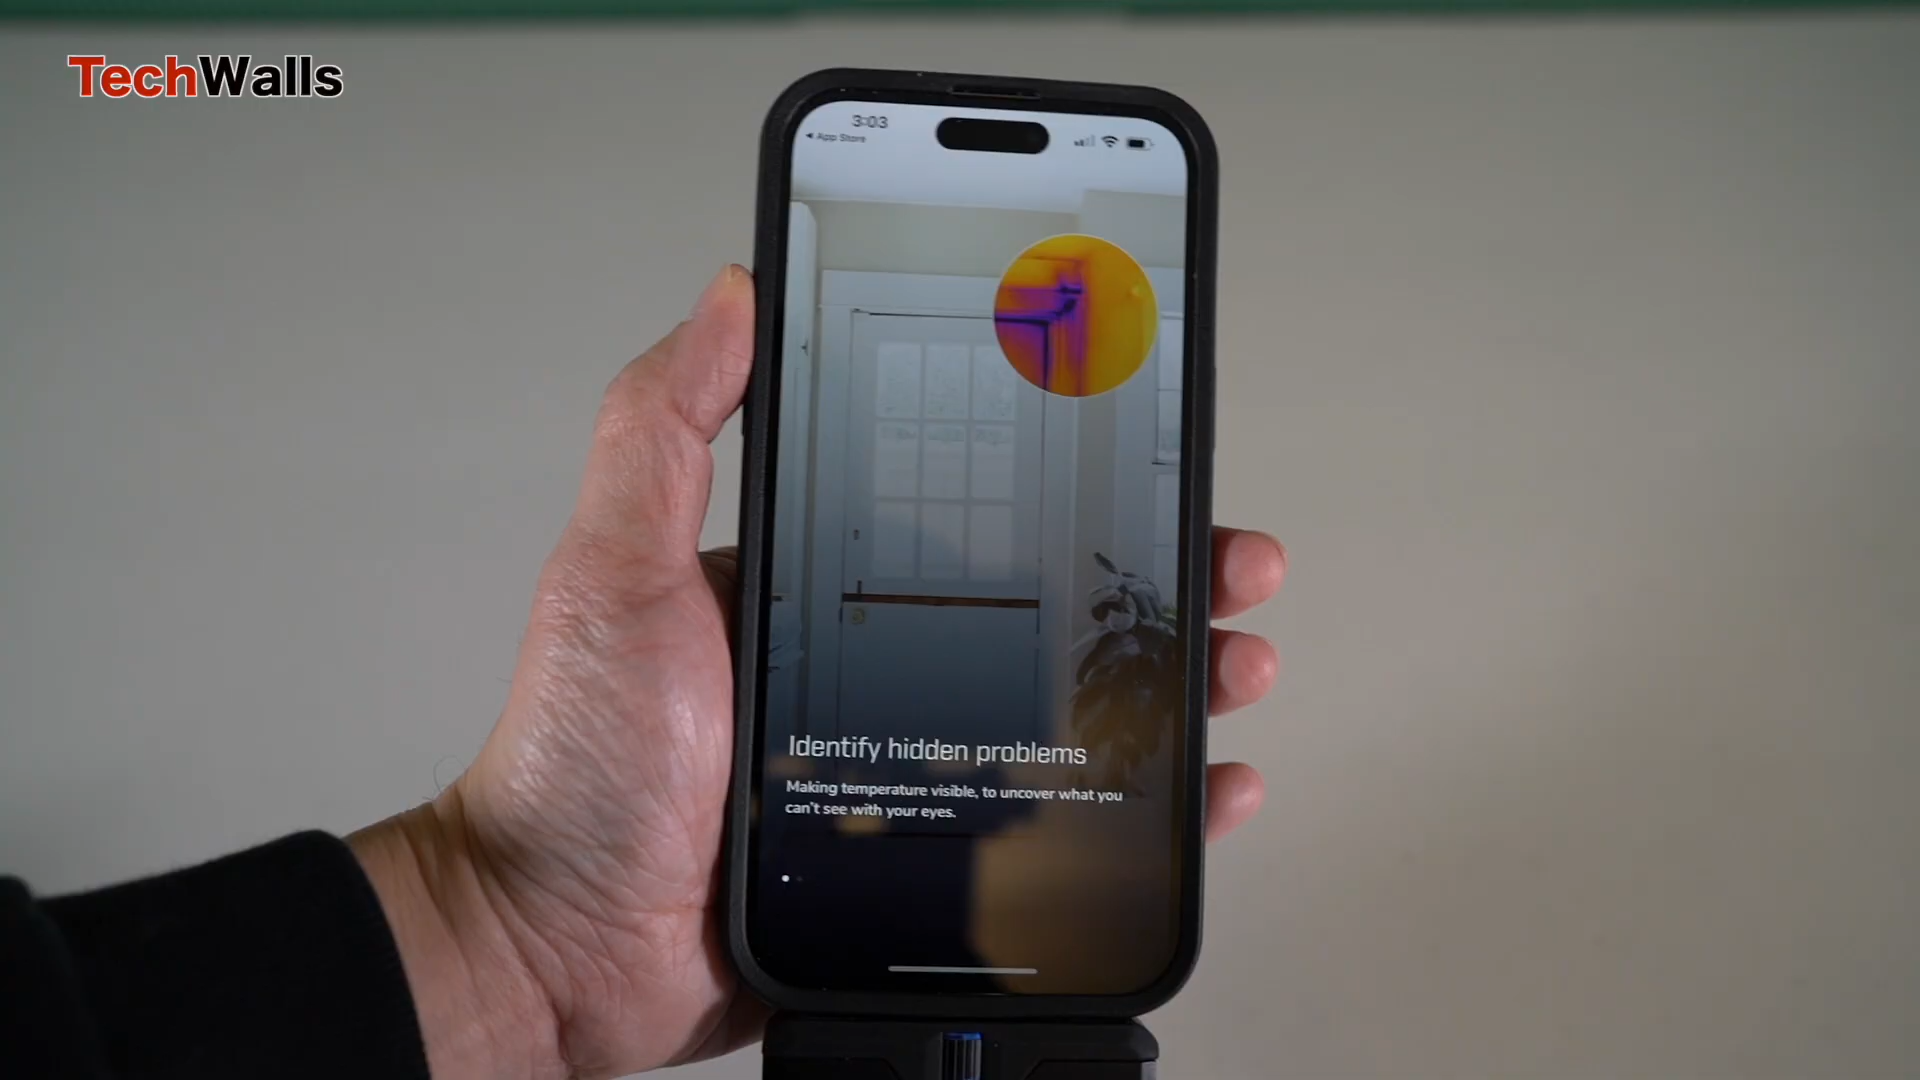 TechWalls
3:03
App Store
Identify hidden problems
Making temperature visible, to uncover what you
can't see with your eyes.